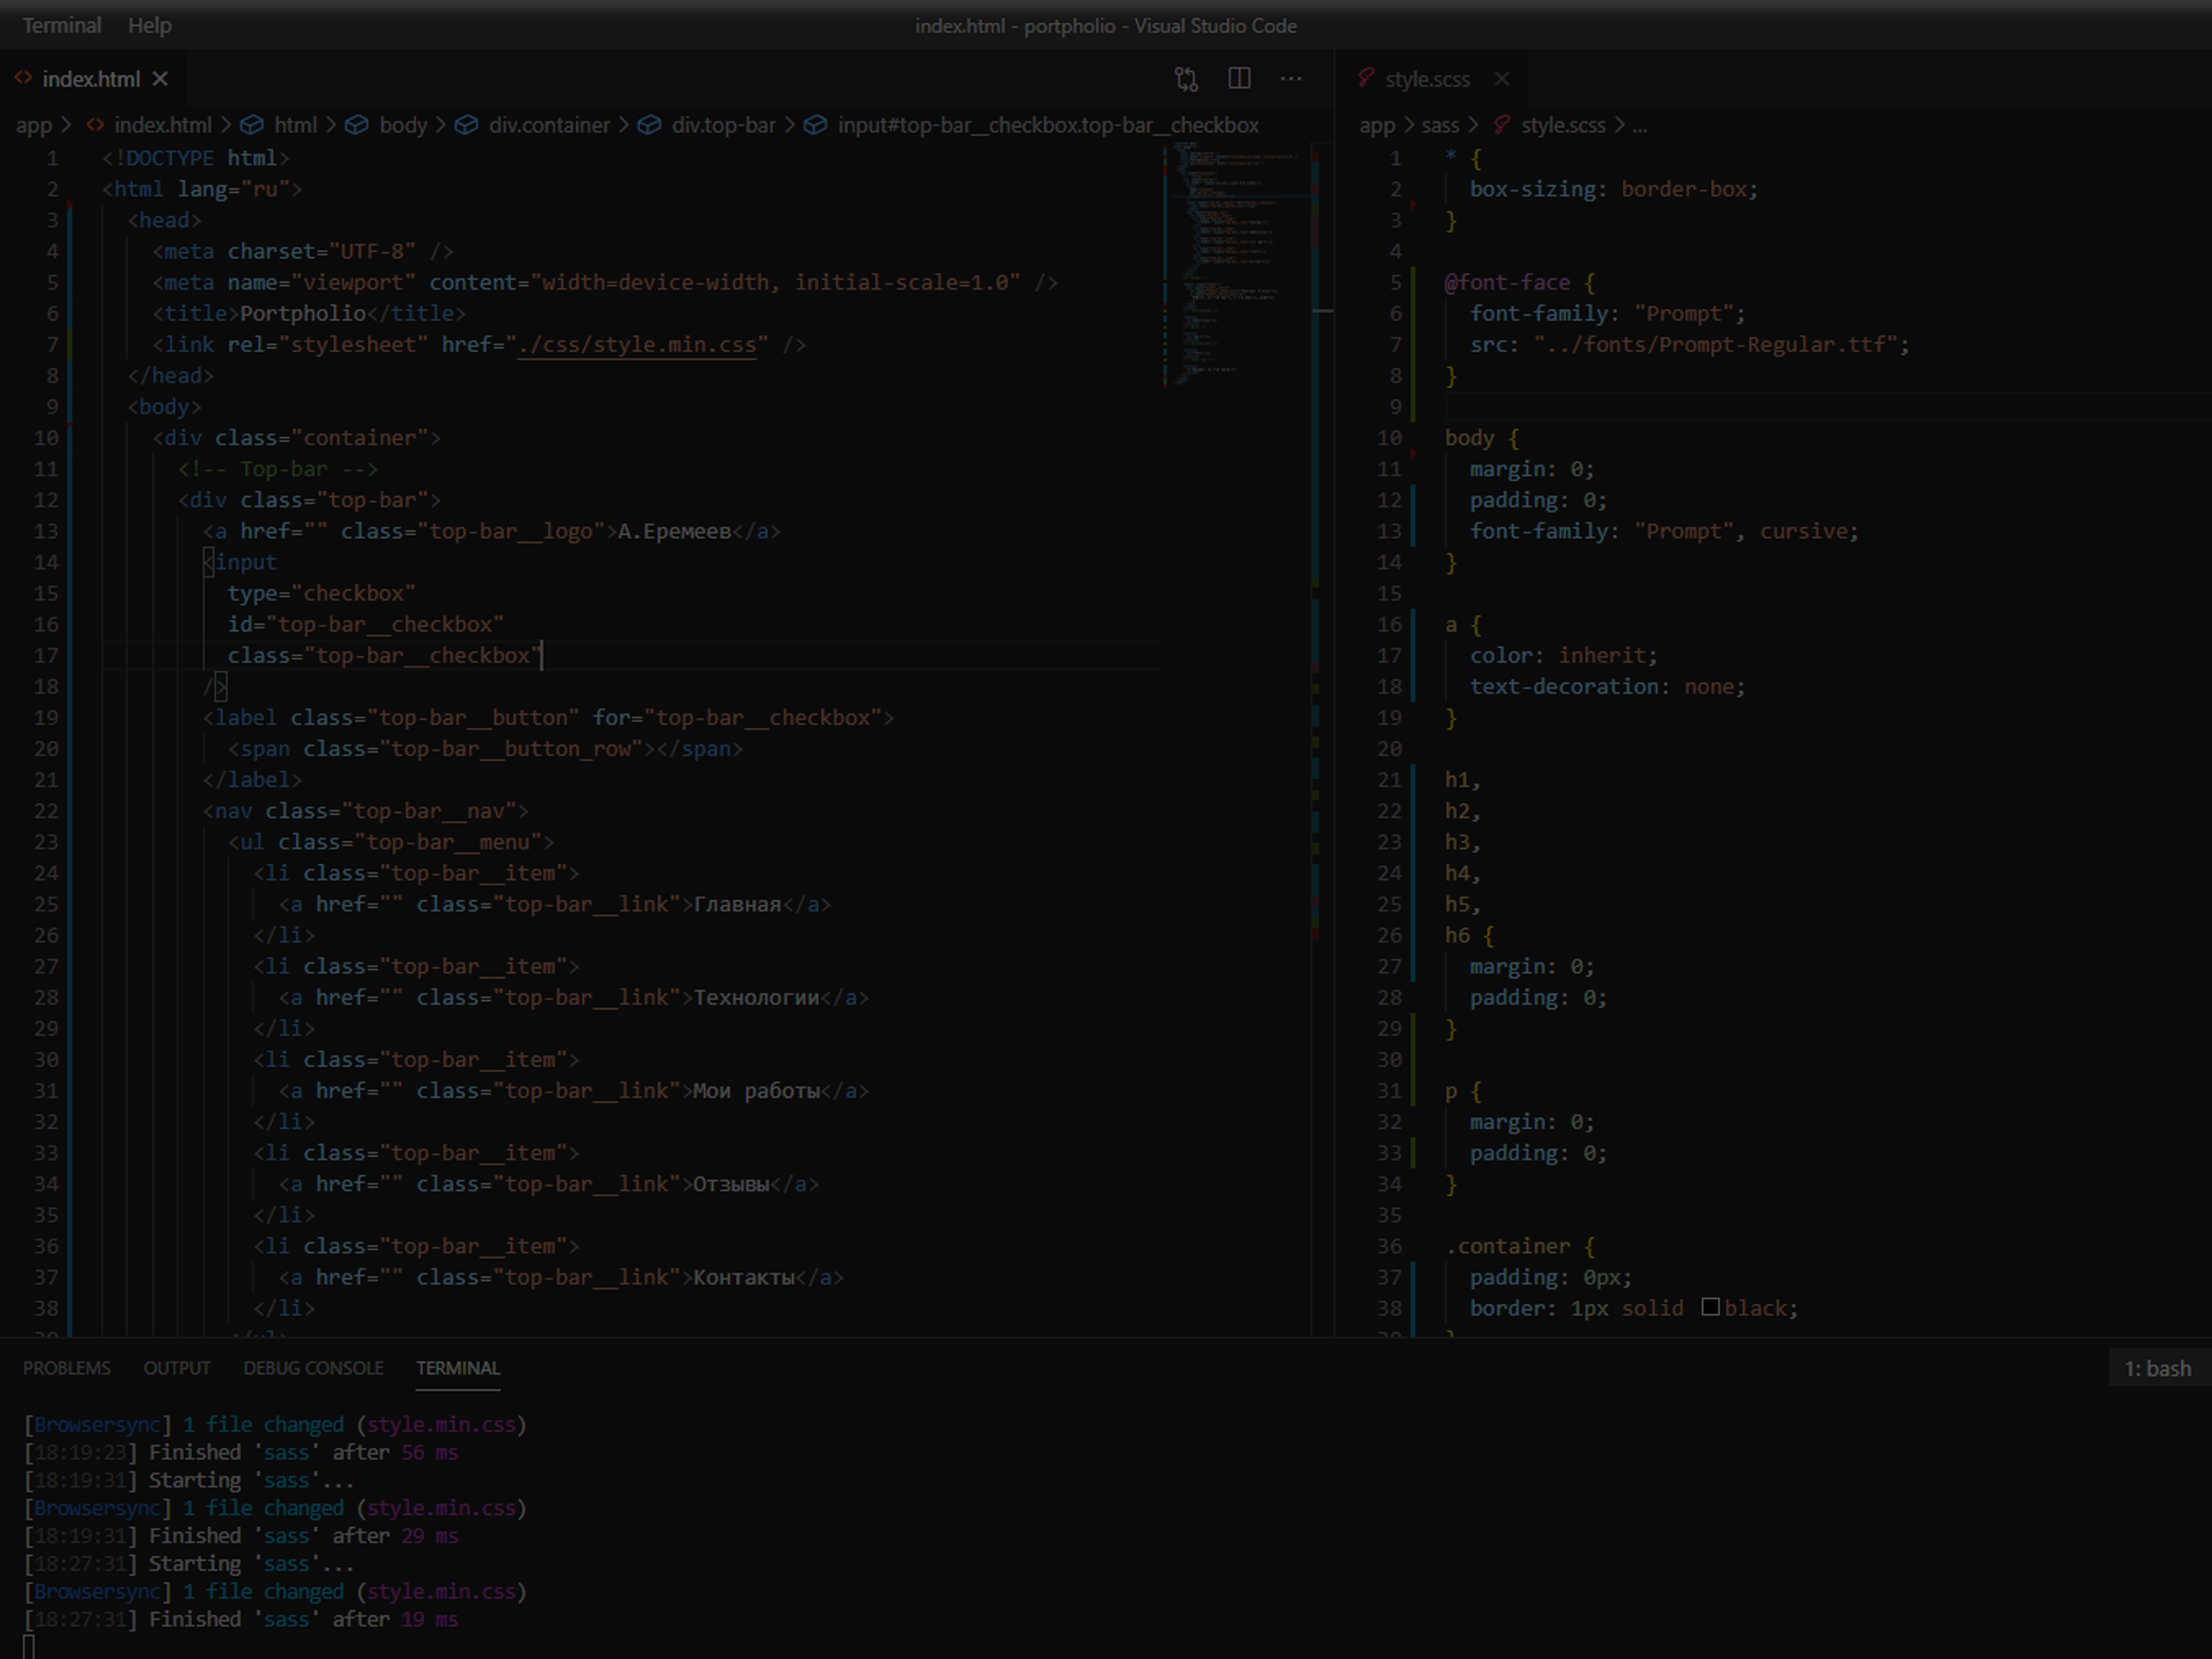 Terminal Help
index.html - portpholio - Visual Studio Code
index.html
app > index.html > html > body > div.container > div.top-bar > input#top-bar__checkbox.top-bar__checkbox
1 <!DOCTYPE html>
2 <html lang="ru">
3 <head>
4 <meta charset="UTF-8" />
5 <meta name="viewport" content="width=device-width, initial-scale=1.0" />
6 <title>Portpholio</title>
7 <link rel="stylesheet" href="./css/style.min.css" />
8 </head>
9 <body>
10 <div class="container">
11 <!-- Top-bar -->
12 <div class="top-bar">
13 <a href="" class="top-bar__logo">А.Еремеев</a>
14 <input
15 type="checkbox"
16 id="top-bar__checkbox"
17 class="top-bar__checkbox"
18 />
19 <label class="top-bar__button" for="top-bar__checkbox">
20 <span class="top-bar__button_row"></span>
21 </label>
22 <nav class="top-bar__nav">
23 <ul class="top-bar__menu">
24 <li class="top-bar__item">
25 <a href="" class="top-bar__link">Главная</a>
26 </li>
27 <li class="top-bar__item">
28 <a href="" class="top-bar__link">Технологии</a>
29 </li>
30 <li class="top-bar__item">
31 <a href="" class="top-bar__link">Мои работы</a>
32 </li>
33 <li class="top-bar__item">
34 <a href="" class="top-bar__link">Отзывы</a>
35 </li>
36 <li class="top-bar__item">
37 <a href="" class="top-bar__link">Контакты</a>
38 </li>
style.scss
app > sass > style.scss > ...
1 * {
2 box-sizing: border-box;
3 }
4
5 @font-face {
6 font-family: "Prompt";
7 src: "../fonts/Prompt-Regular.ttf";
8 }
9
10 body {
11 margin: 0;
12 padding: 0;
13 font-family: "Prompt", cursive;
14 }
15
16 a {
17 color: inherit;
18 text-decoration: none;
19 }
20
21 h1,
22 h2,
23 h3,
24 h4,
25 h5,
26 h6 {
27 margin: 0;
28 padding: 0;
29 }
30
31 p {
32 margin: 0;
33 padding: 0;
34 }
35
36 .container {
37 padding: 0px;
38 border: 1px solid black;
PROBLEMS OUTPUT DEBUG CONSOLE TERMINAL
1: bash
[Browsersync] 1 file changed (style.min.css)
[18:19:23] Finished 'sass' after 56 ms
[18:19:31] Starting 'sass'...
[Browsersync] 1 file changed (style.min.css)
[18:19:31] Finished 'sass' after 29 ms
[18:27:31] Starting 'sass'...
[Browsersync] 1 file changed (style.min.css)
[18:27:31] Finished 'sass' after 19 ms